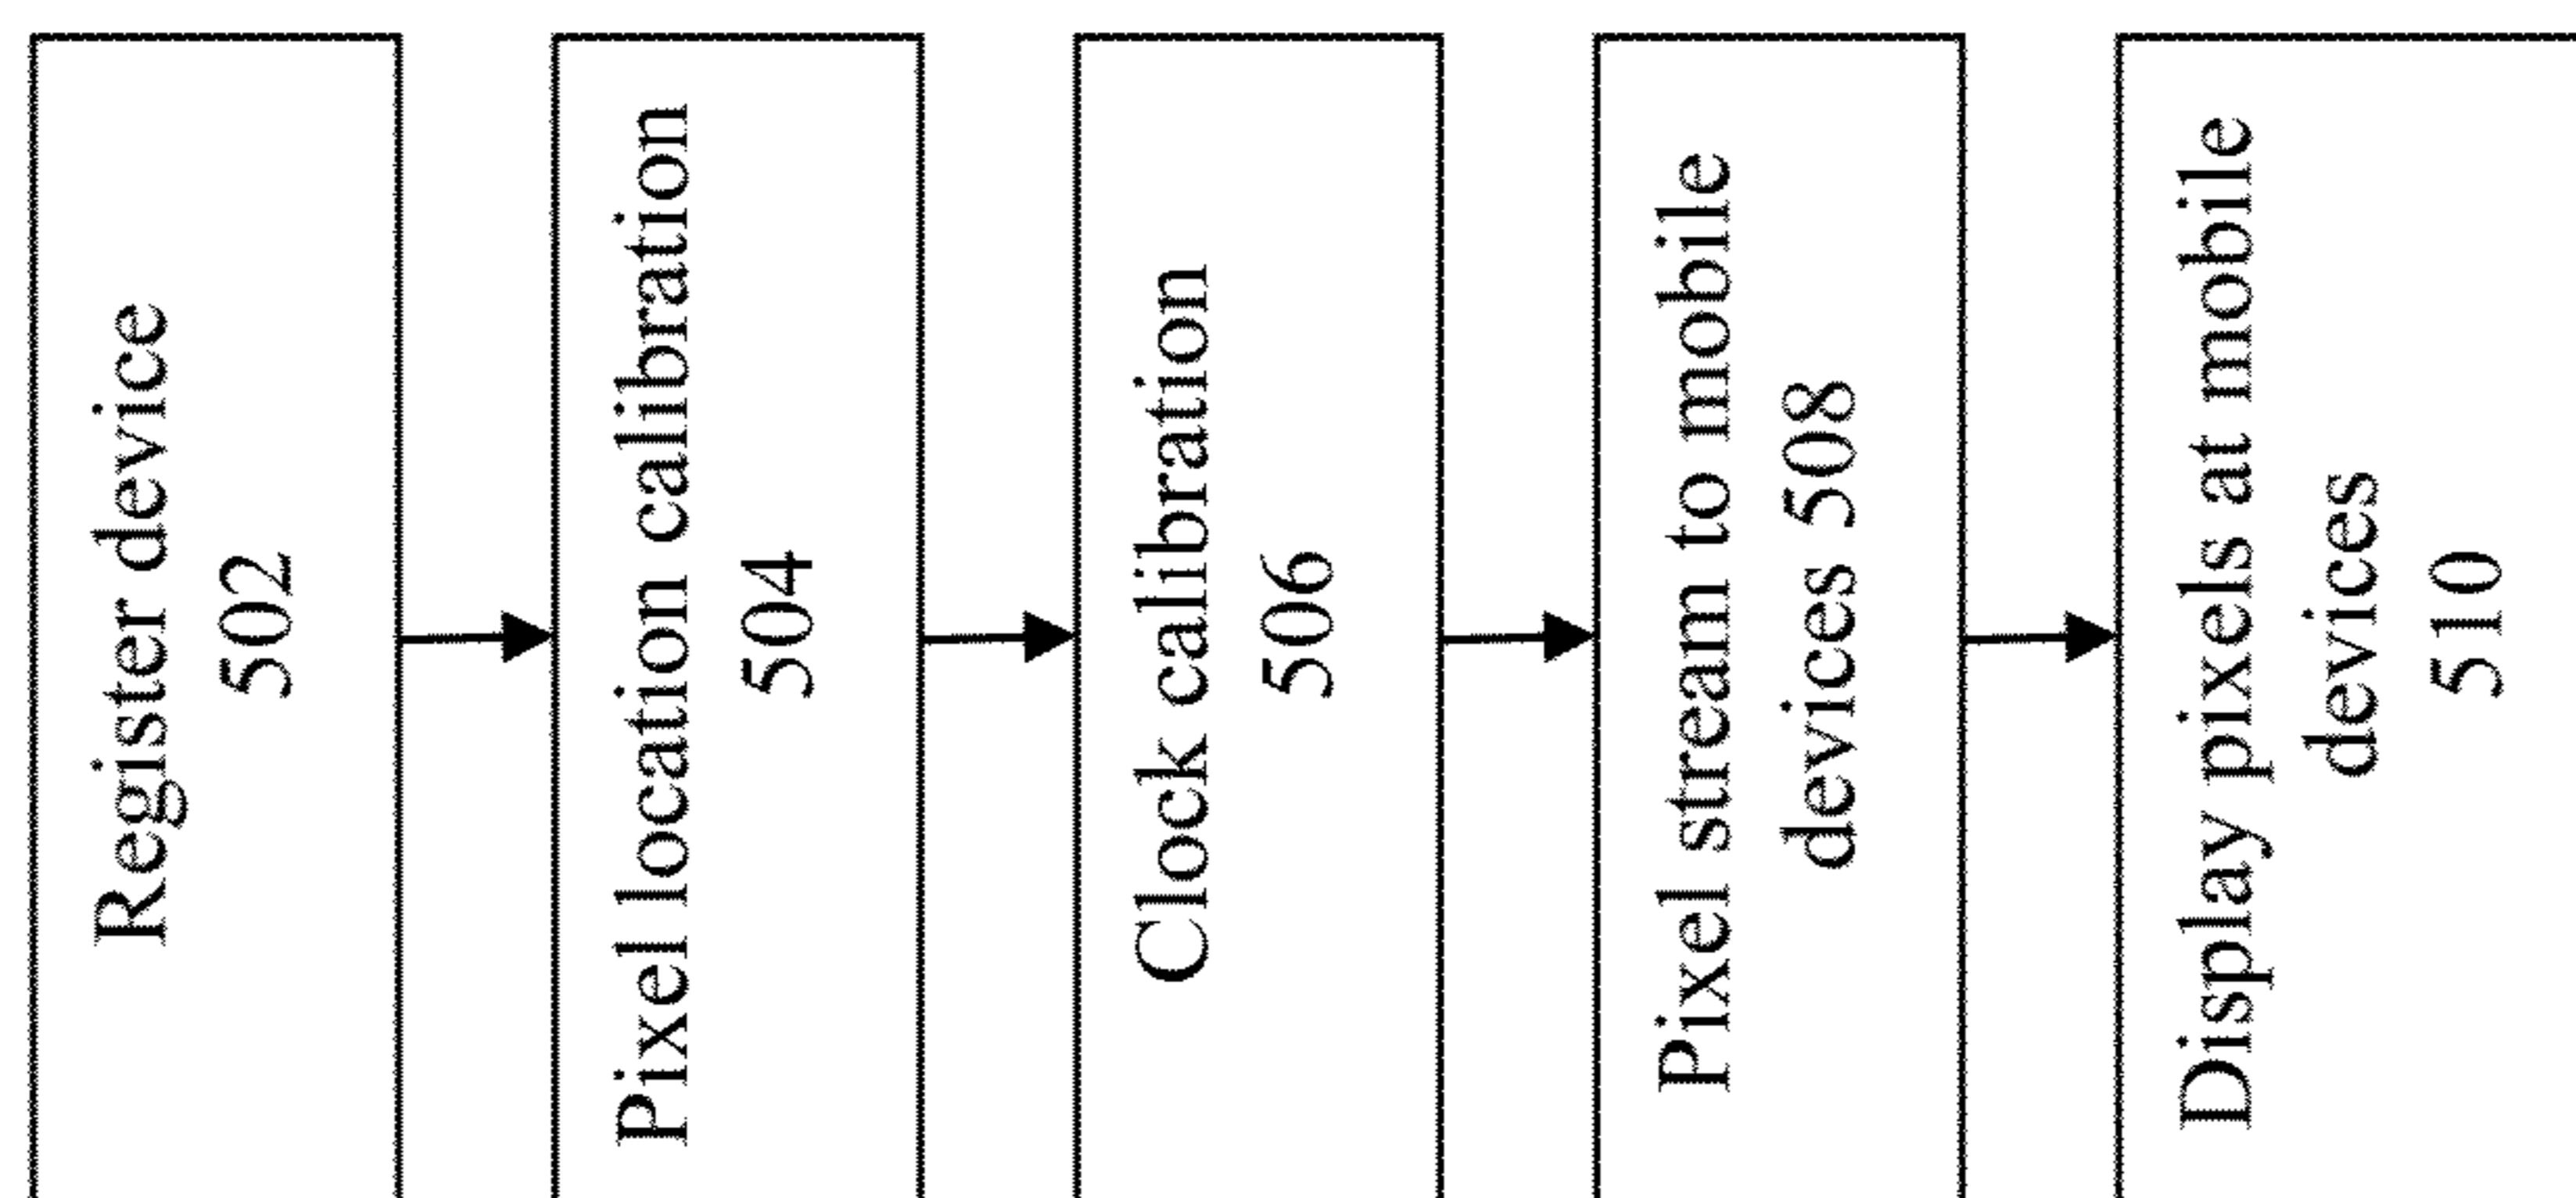 Register device
502
Pixel location calibration
504
Clock calibration
506
Pixel stream to mobile
devices 508
Display pixels at mobile
devices
510